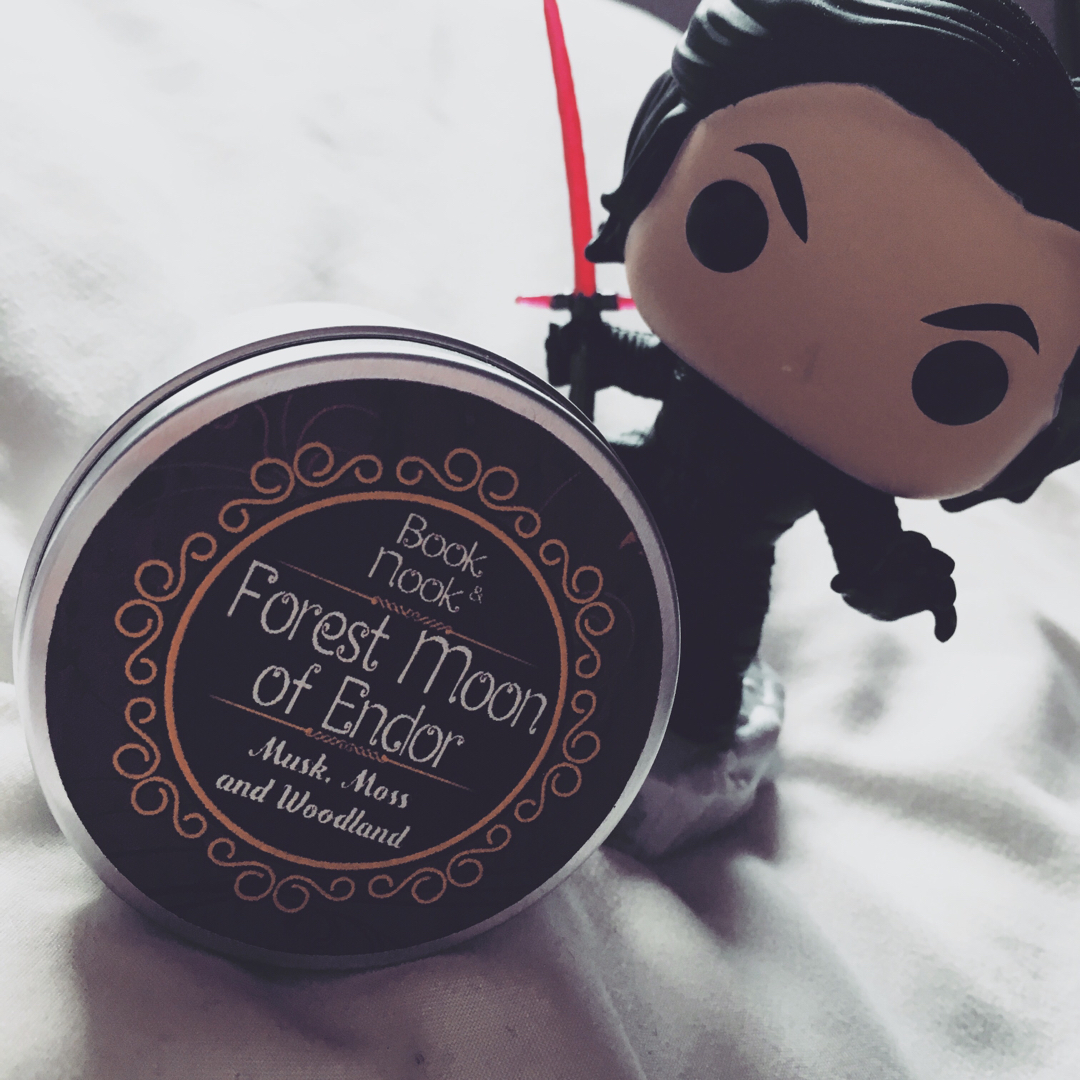 Book
Nook &
Forest Moon
of Endor
Musk, Moss
and Woodland